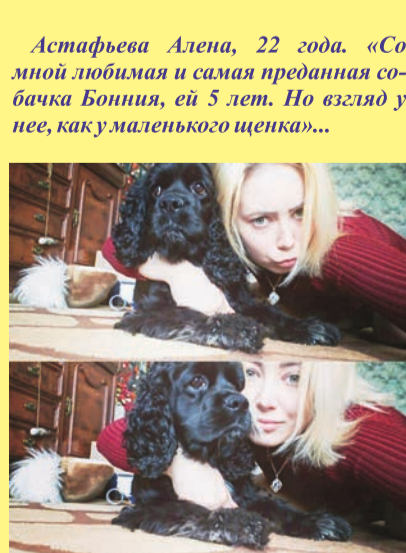 Астафьева Алена, 22 года. «Со
мной любимая и самая преданная со-
бачка Бонния, ей 5 лет. Но взгляд у
нее, как у маленького щенка»...